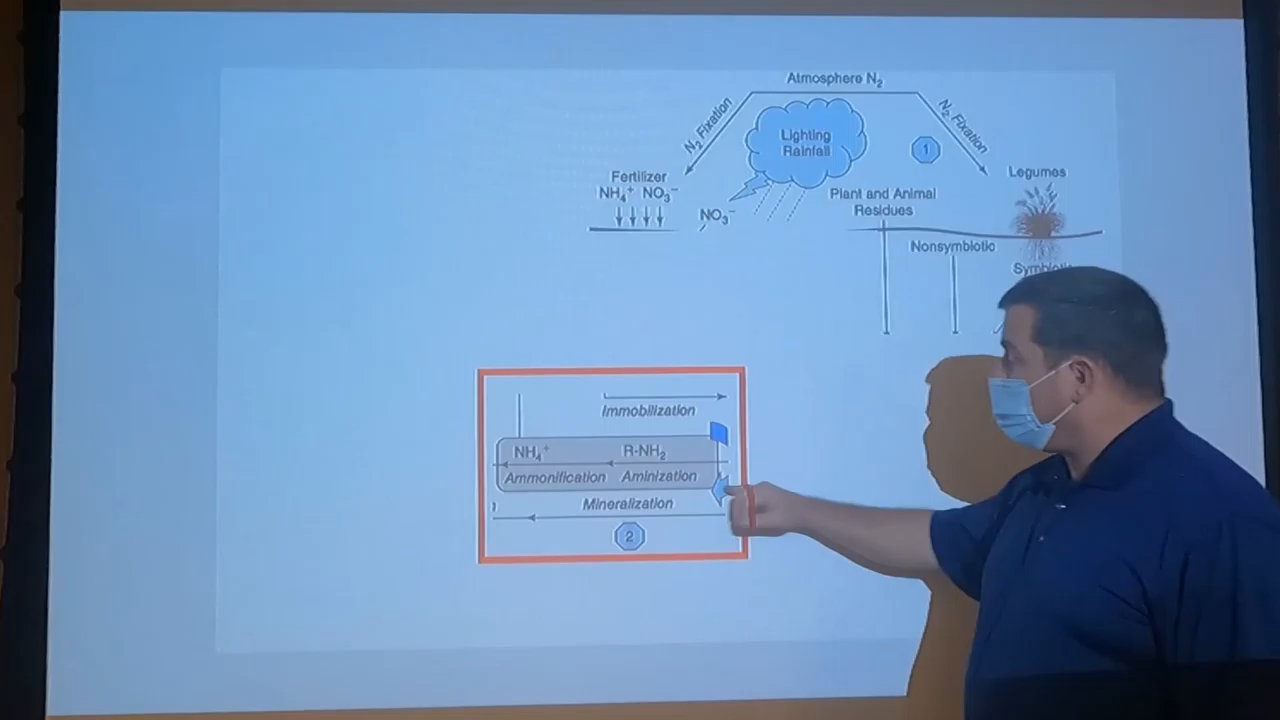 Atmosphere N₂
N₂ Fixation
N₂ Fixation
Lighting
Rainfall
1
Legumes
Fertilizer
NH₄⁺ NO₃⁻
Plant and Animal
Residues
NO₃⁻
Nonsymbiotic
Symbiotic
Immobilization
NH₄⁺
R-NH₂
Ammonification
Aminization
Mineralization
2